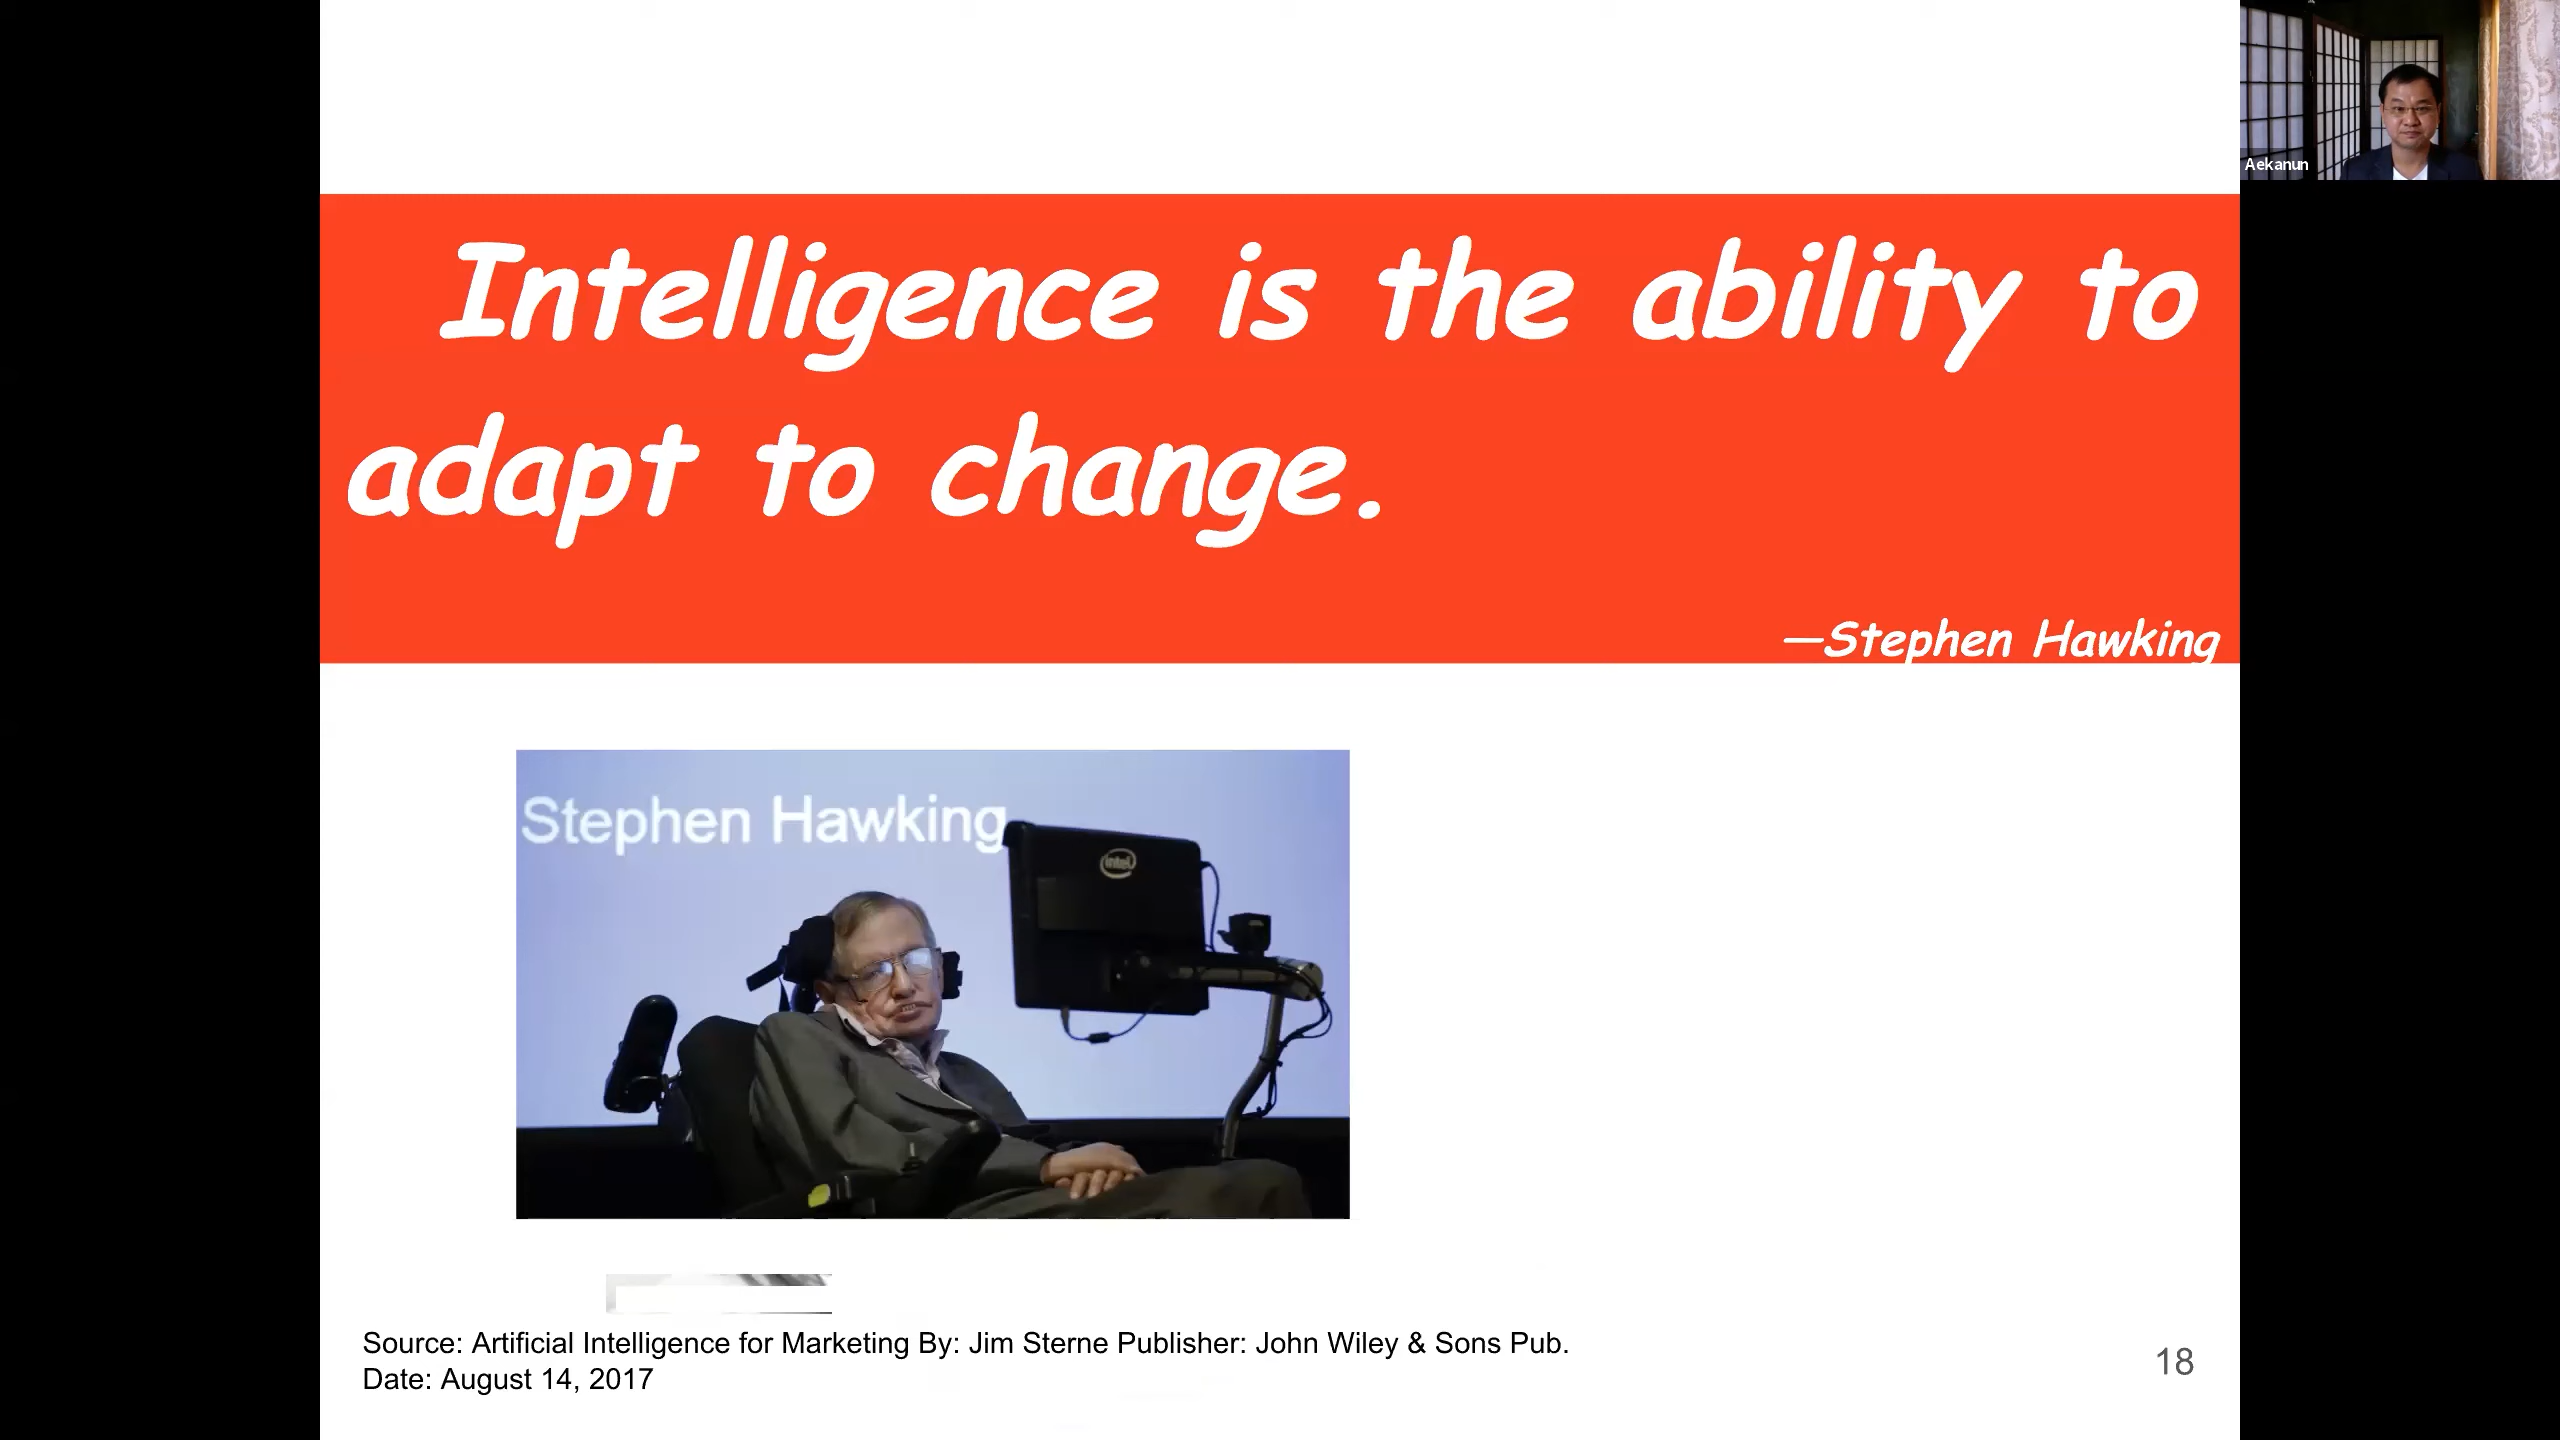 Aekanun
Intelligence is the ability to
adapt to change.
—Stephen Hawking
Stephen Hawking
intel
Source: Artificial Intelligence for Marketing By: Jim Sterne Publisher: John Wiley & Sons Pub.
Date: August 14, 2017
18